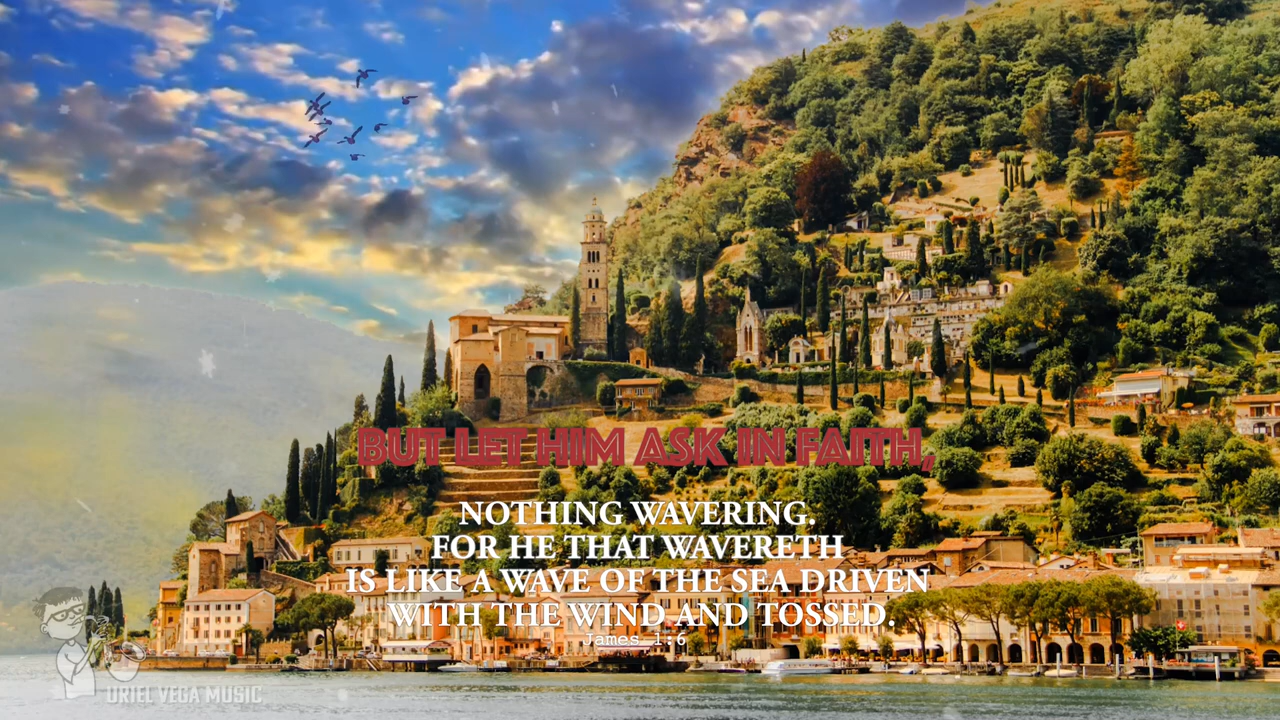 BUT LET HIM ASK IN FAITH,
NOTHING WAVERING.
FOR HE THAT WAVERETH
IS LIKE A WAVE OF THE SEA DRIVEN
WITH THE WIND AND TOSSED.
James 1:6
ORIEL VEGA MUSIC